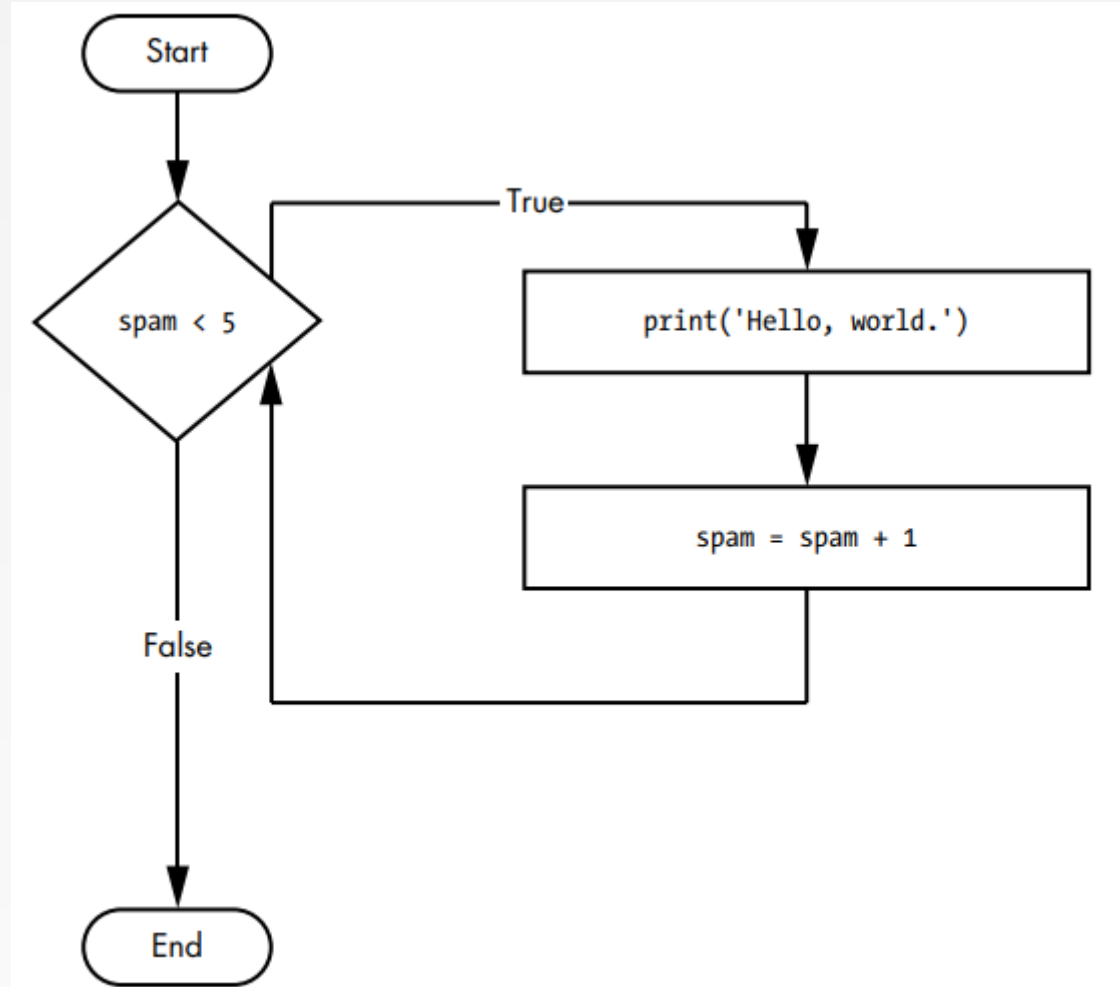 Start
True
spam < 5
print('Hello, world.')
spam = spam + 1
False
End